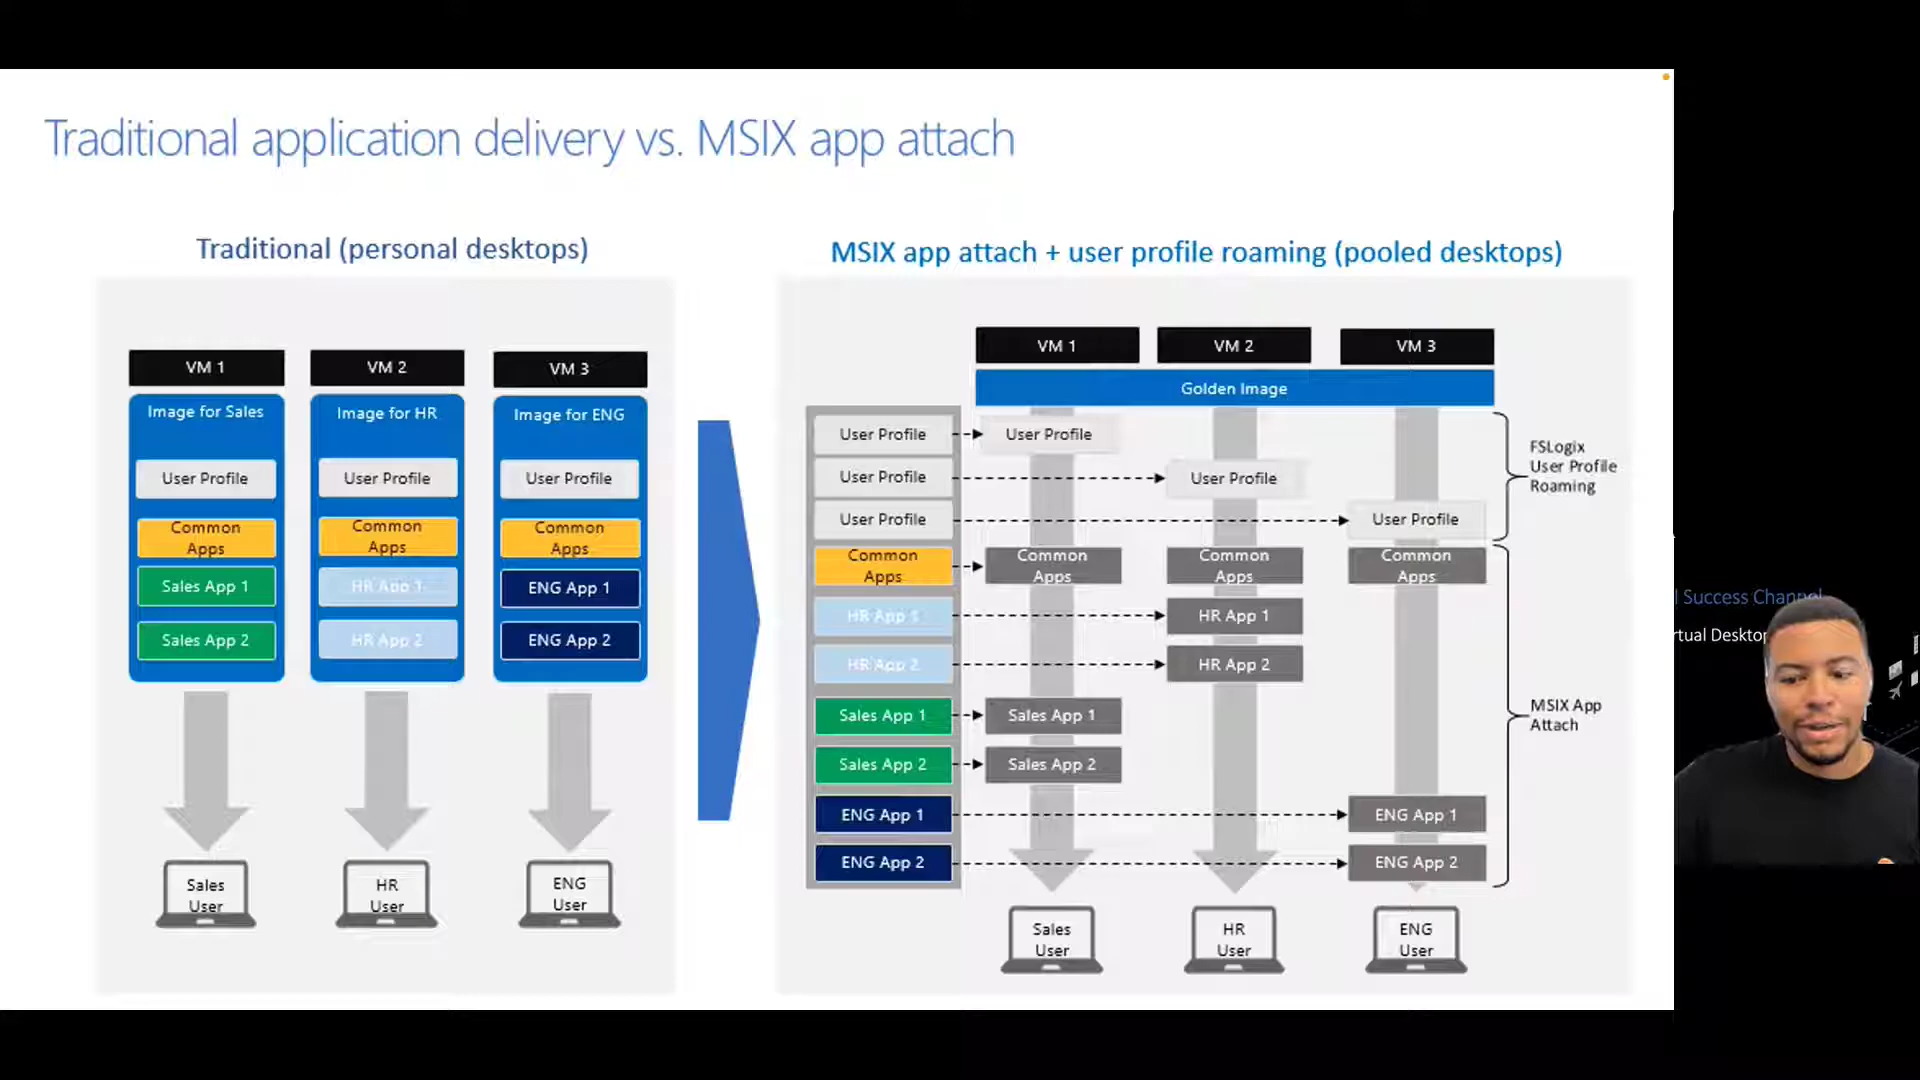 Traditional application delivery vs. MSIX app attach
Traditional (personal desktops)
VM 1
VM 2
VM 3
Image for Sales
Image for HR
Image for ENG
User Profile
User Profile
User Profile
Common
Apps
Common
Apps
Common
Apps
Sales App 1
HR App 1
ENG App 1
Sales App 2
HR App 2
ENG App 2
Sales
User
HR
User
ENG
User
MSIX app attach + user profile roaming (pooled desktops)
VM 1
VM 2
VM 3
Golden Image
User Profile
User Profile
User Profile
User Profile
User Profile
User Profile
Common
Apps
Common
Apps
Common
Apps
Common
Apps
HR App 1
HR App 1
HR App 2
HR App 2
Sales App 1
Sales App 1
Sales App 2
Sales App 2
ENG App 1
ENG App 1
ENG App 2
ENG App 2
FSLogix
User Profile
Roaming
MSIX App
Attach
Sales
User
HR
User
ENG
User
l Success Channel
rtual Deskto